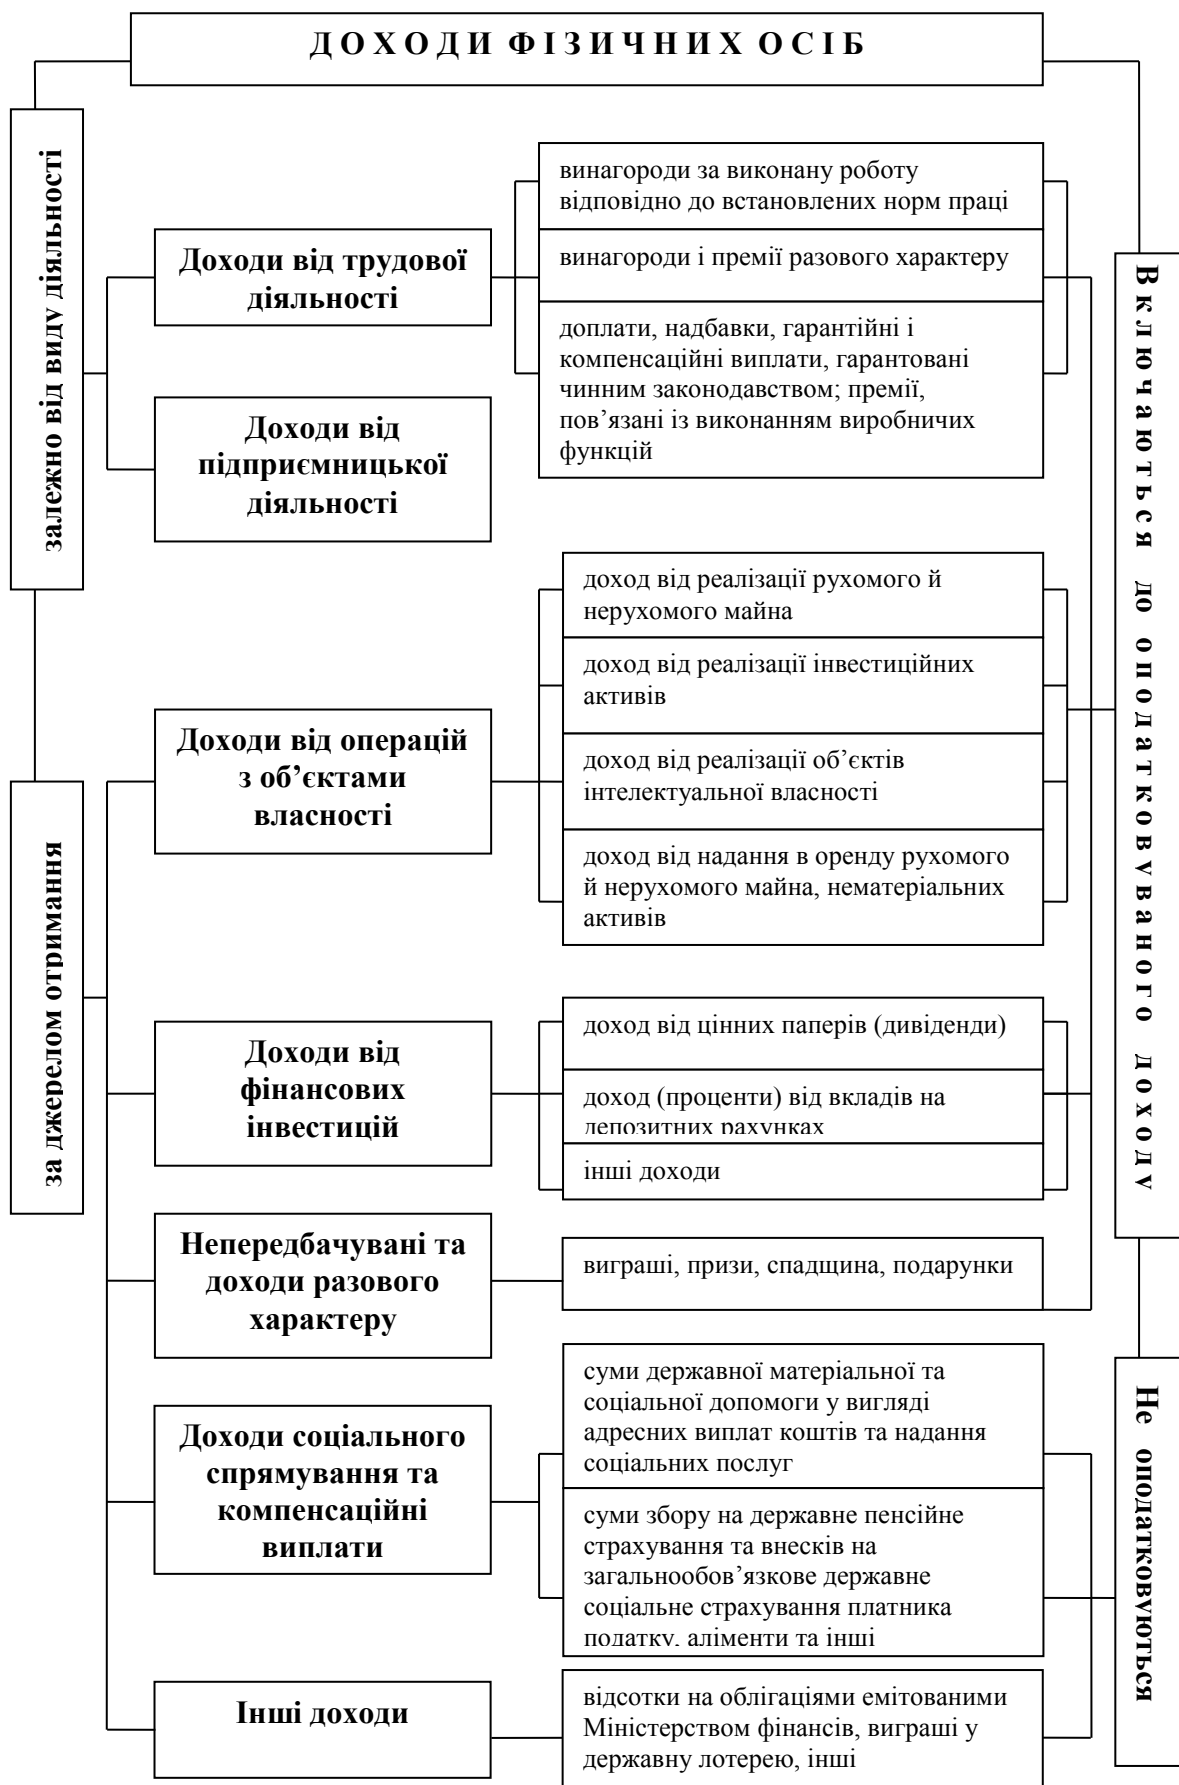 ДОХОДИ ФІЗИЧНИХ ОСІБ
залежно від виду діяльності
Доходи від трудової
діяльності
винагороди за виконану роботу
відповідно до встановлених норм праці
винагороди і премії разового характеру
доплати, надбавки, гарантійні і
компенсаційні виплати, гарантовані
чинним законодавством; премії,
пов’язані із виконанням виробничих
функцій
Доходи від
підприємницької
діяльності
за джерелом отримання
Доходи від операцій
з об’єктами
власності
доход від реалізації рухомого й
нерухомого майна
доход від реалізації інвестиційних
активів
доход від реалізації об’єктів
інтелектуальної власності
доход від надання в оренду рухомого
й нерухомого майна, нематеріальних
активів
Доходи від
фінансових
інвестицій
доход від цінних паперів (дивіденди)
доход (проценти) від вкладів на
депозитних рахунках
інші доходи
Непередбачувані та
доходи разового
характеру
виграші, призи, спадщина, подарунки
Включаються до оподатковуваного доходу
Доходи соціального
спрямування та
компенсаційні
виплати
суми державної матеріальної та
соціальної допомоги у вигляді
адресних виплат коштів та надання
соціальних послуг
суми збору на державне пенсійне
страхування та внесків на
загальнообов’язкове державне
соціальне страхування платника
податку, аліменти та інші
Інші доходи
відсотки на облігаціями емітованими
Міністерством фінансів, виграші у
державну лотерею, інші
Не оподатковуються